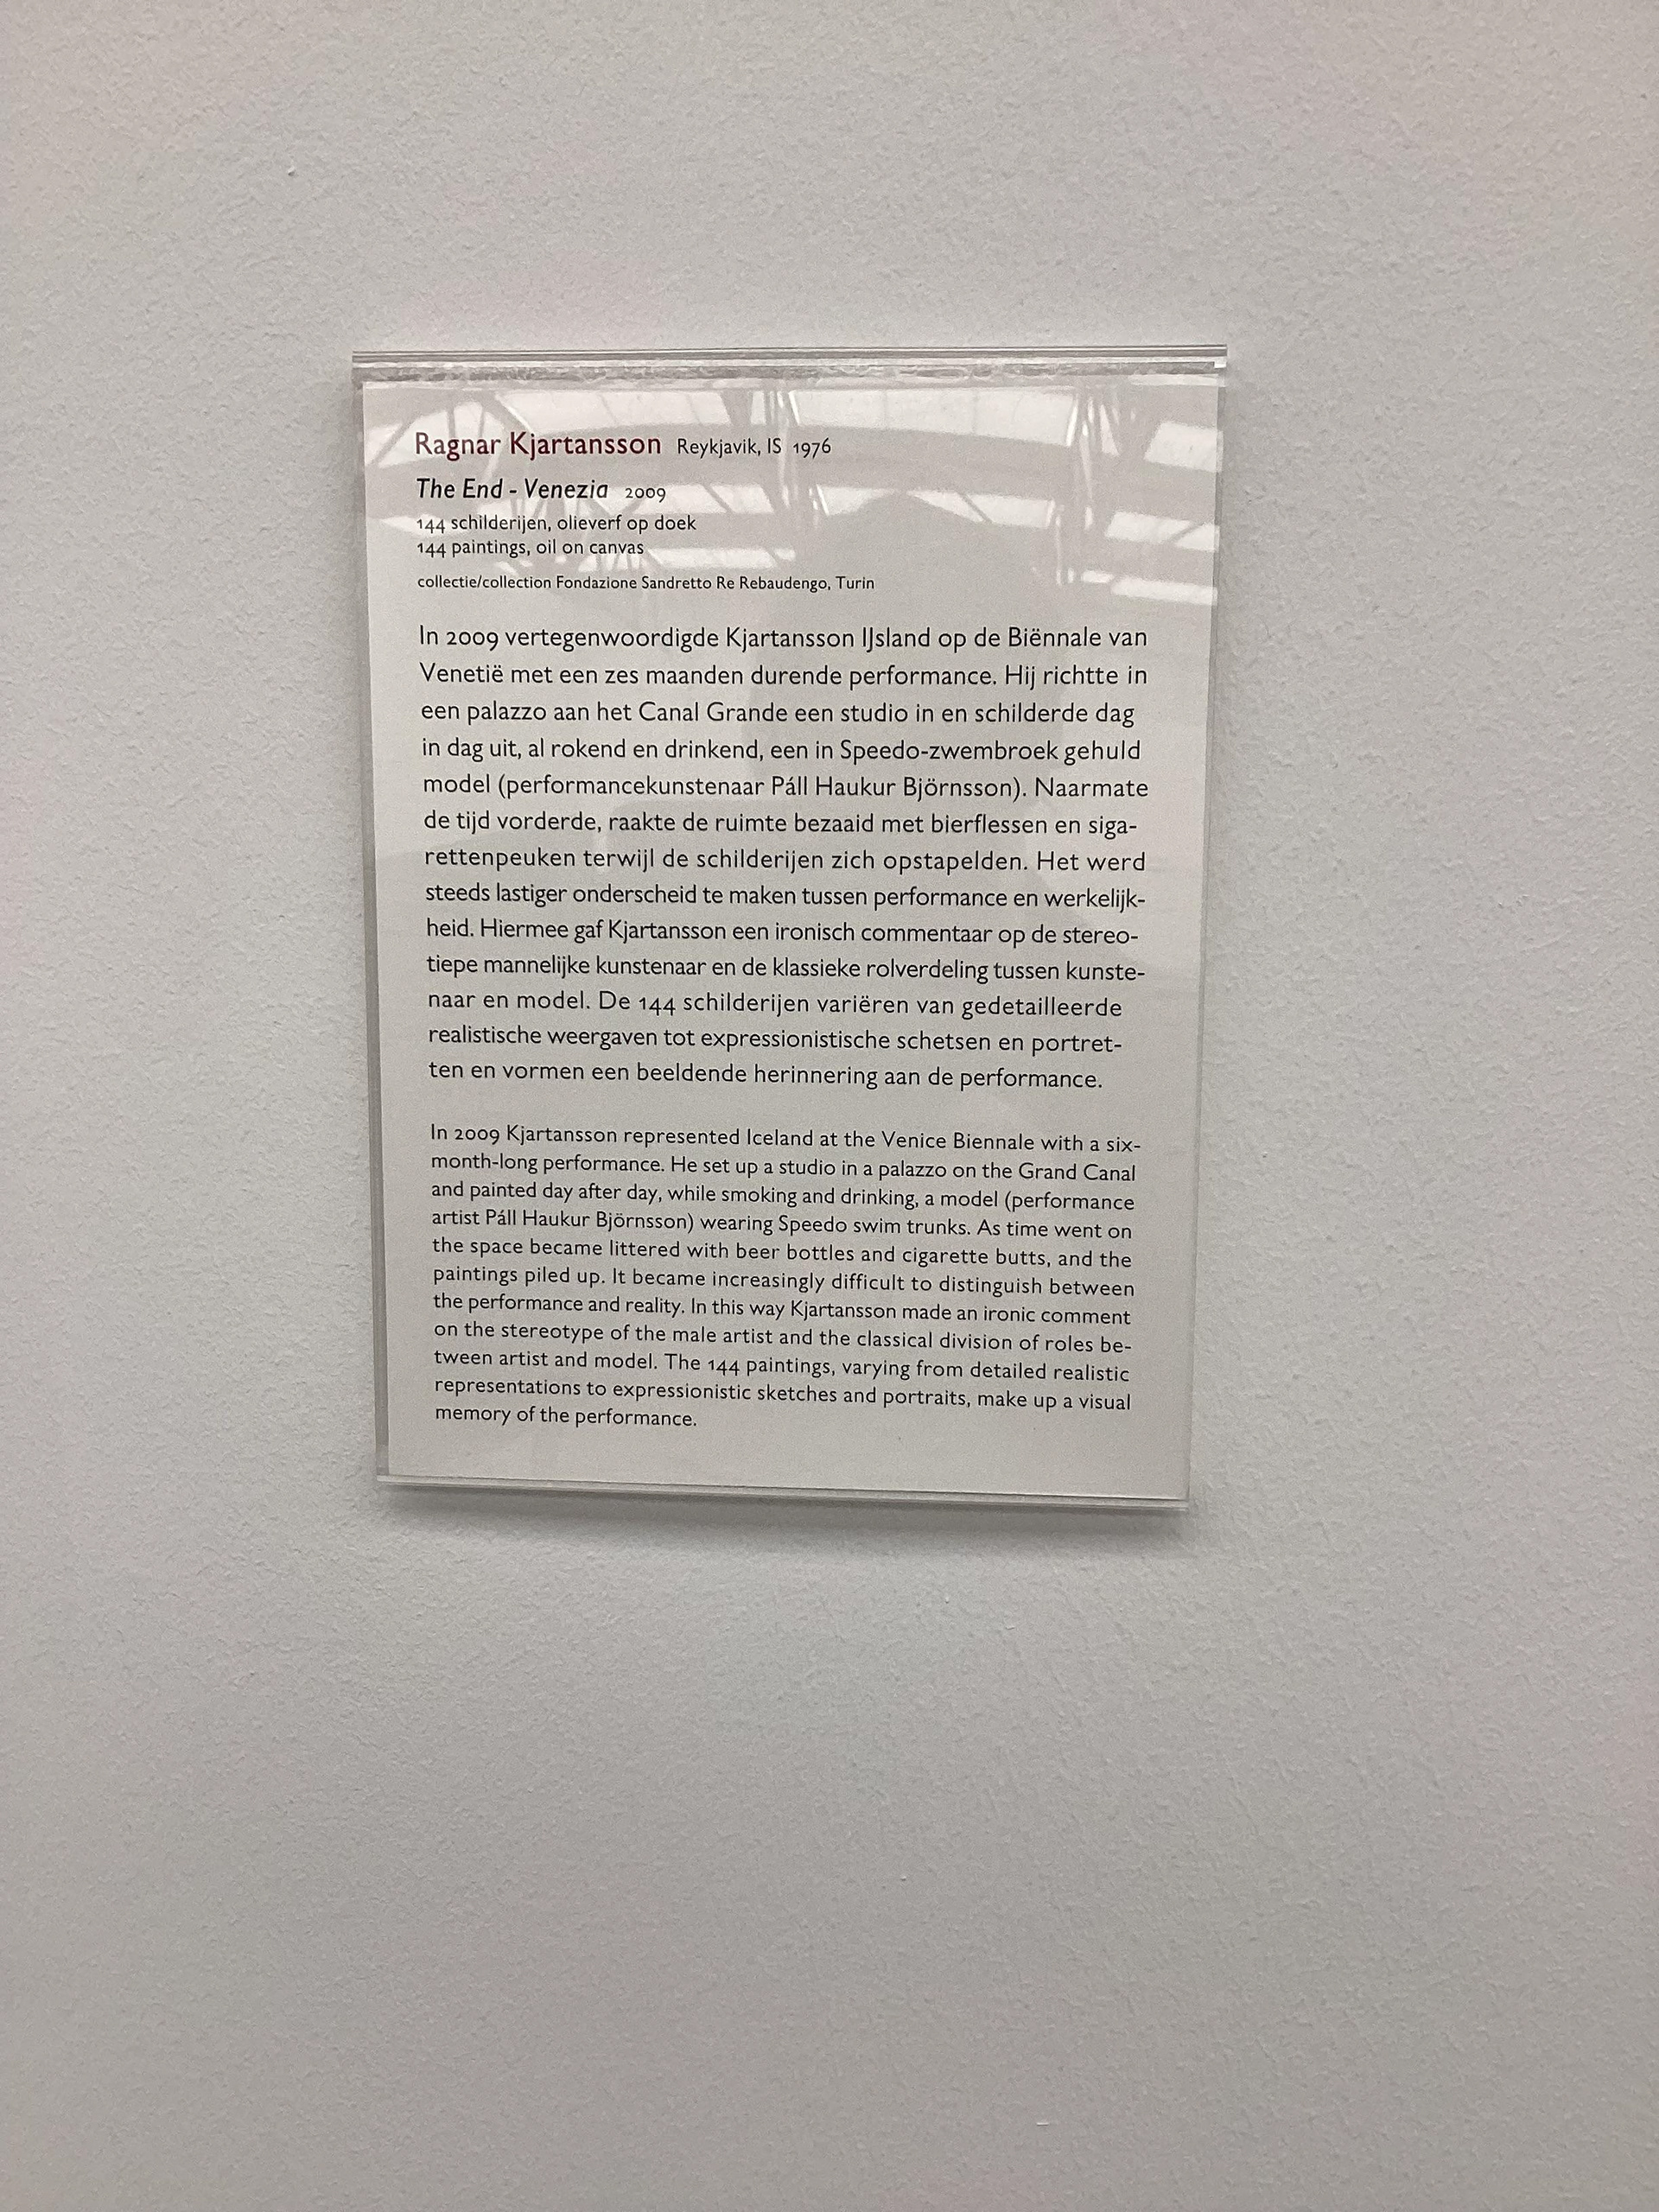 Ragnar Kjartansson Reykjavik, IS 1976
The End - Venezia 2009
144 schilderijen, olieverf op doek
144 paintings, oil on canvas
collectie/collection Fondazione Sandretto Re Rebaudengo, Turin
In 2009 vertegenwoordigde Kjartansson IJsland op de Biënnale van
Venetië met een zes maanden durende performance. Hij richtte in
een palazzo aan het Canal Grande een studio in en schilderde dag
in dag uit, al rokend en drinkend, een in Speedo-zwembroek gehuld
model (performancekunstenaar Páll Haukur Björnsson). Naarmate
de tijd vorderde, raakte de ruimte bezaaid met bierflessen en siga-
rettenpeuken terwijl de schilderijen zich opstapelden. Het werd
steeds lastiger onderscheid te maken tussen performance en werkelijk-
heid. Hiermee gaf Kjartansson een ironisch commentaar op de stereo-
tiepe mannelijke kunstenaar en de klassieke rolverdeling tussen kunste-
naar en model. De 144 schilderijen variëren van gedetailleerde
realistische weergaven tot expressionistische schetsen en portret-
ten en vormen een beeldende herinnering aan de performance.
In 2009 Kjartansson represented Iceland at the Venice Biennale with a six-
month-long performance. He set up a studio in a palazzo on the Grand Canal
and painted day after day, while smoking and drinking, a model (performance
artist Páll Haukur Björnsson) wearing Speedo swim trunks. As time went on
the space became littered with beer bottles and cigarette butts, and the
paintings piled up. It became increasingly difficult to distinguish between
the performance and reality. In this way Kjartansson made an ironic comment
on the stereotype of the male artist and the classical division of roles be-
tween artist and model. The 144 paintings, varying from detailed realistic
representations to expressionistic sketches and portraits, make up a visual
memory of the performance.